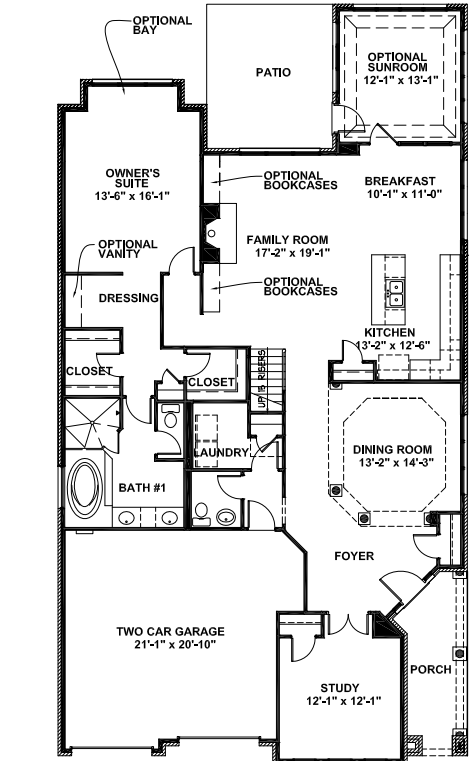 OPTIONAL
BAY
PATIO
OPTIONAL
SUNROOM
12'-1" x 13'-1"
OWNER'S
SUITE
13'-6" x 16'-1"
OPTIONAL
BOOKCASES
BREAKFAST
10'-1" x 11'-0"
OPTIONAL
VANITY
FAMILY ROOM
17'-2" x 19'-1"
DRESSING
OPTIONAL
BOOKCASES
KITCHEN
13'-2" x 12'-6"
CLOSET
CLOSET
UP 15 RISERS
LAUNDRY
DINING ROOM
13'-2" x 14'-3"
BATH #1
FOYER
TWO CAR GARAGE
21'-1" x 20'-10"
STUDY
12'-1" x 12'-1"
PORCH